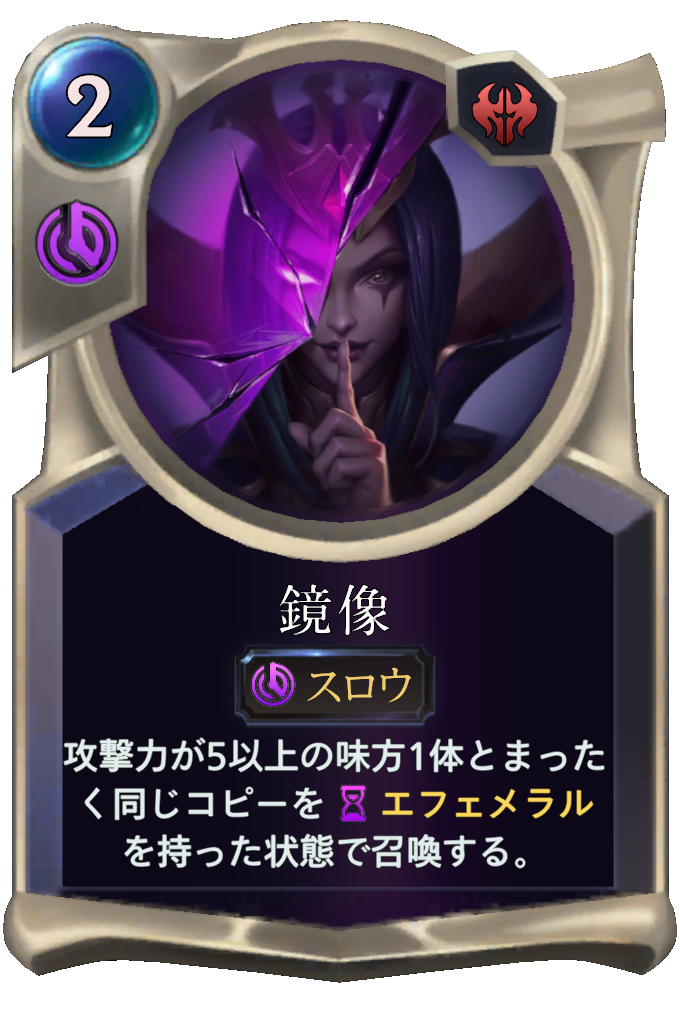 2
鏡像
スロウ
攻撃力が5以上の味方1体とまった
く同じコピーを エフェメラル
を持った状態で召喚する。